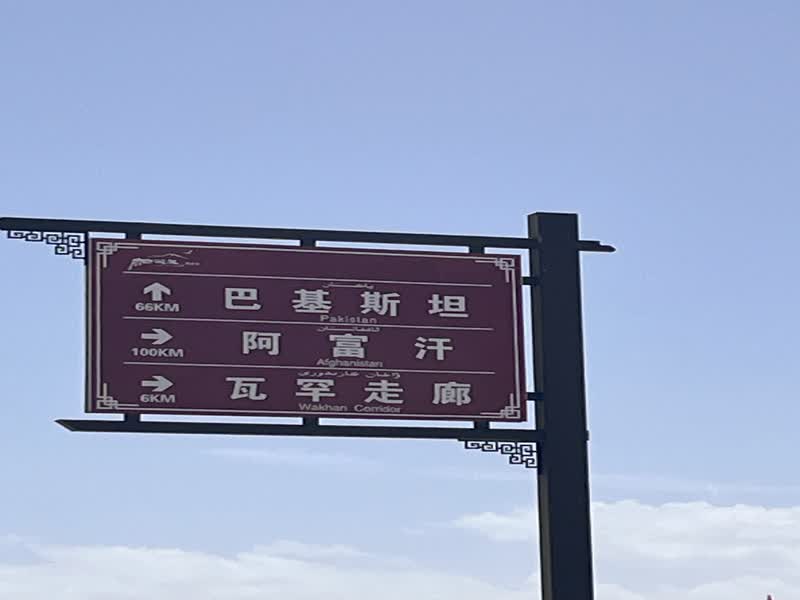 ↑ 巴基斯坦
66KM
Pakistan
→ 阿富汗
100KM
Afghanistan
→ 瓦罕走廊
6KM
Wakhan Corridor